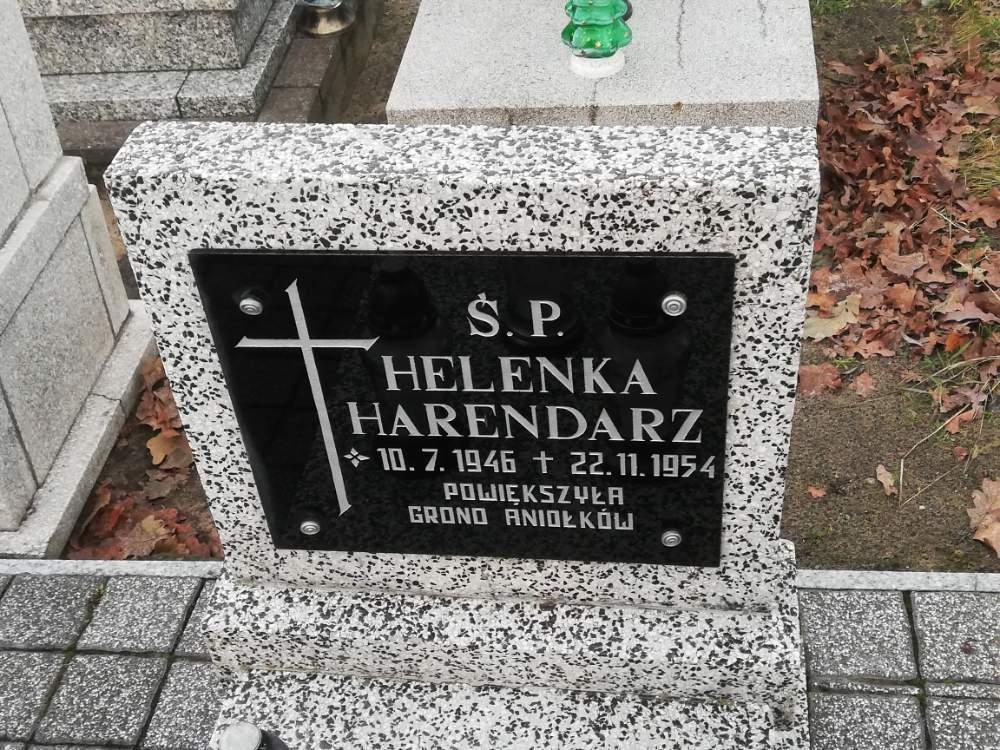 Ś. P.
HELENKA
HARENDARZ
10. 7. 1946 ✝ 22. 11. 1954
POWIĘKSZYŁA
GRONO ANIOŁKÓW